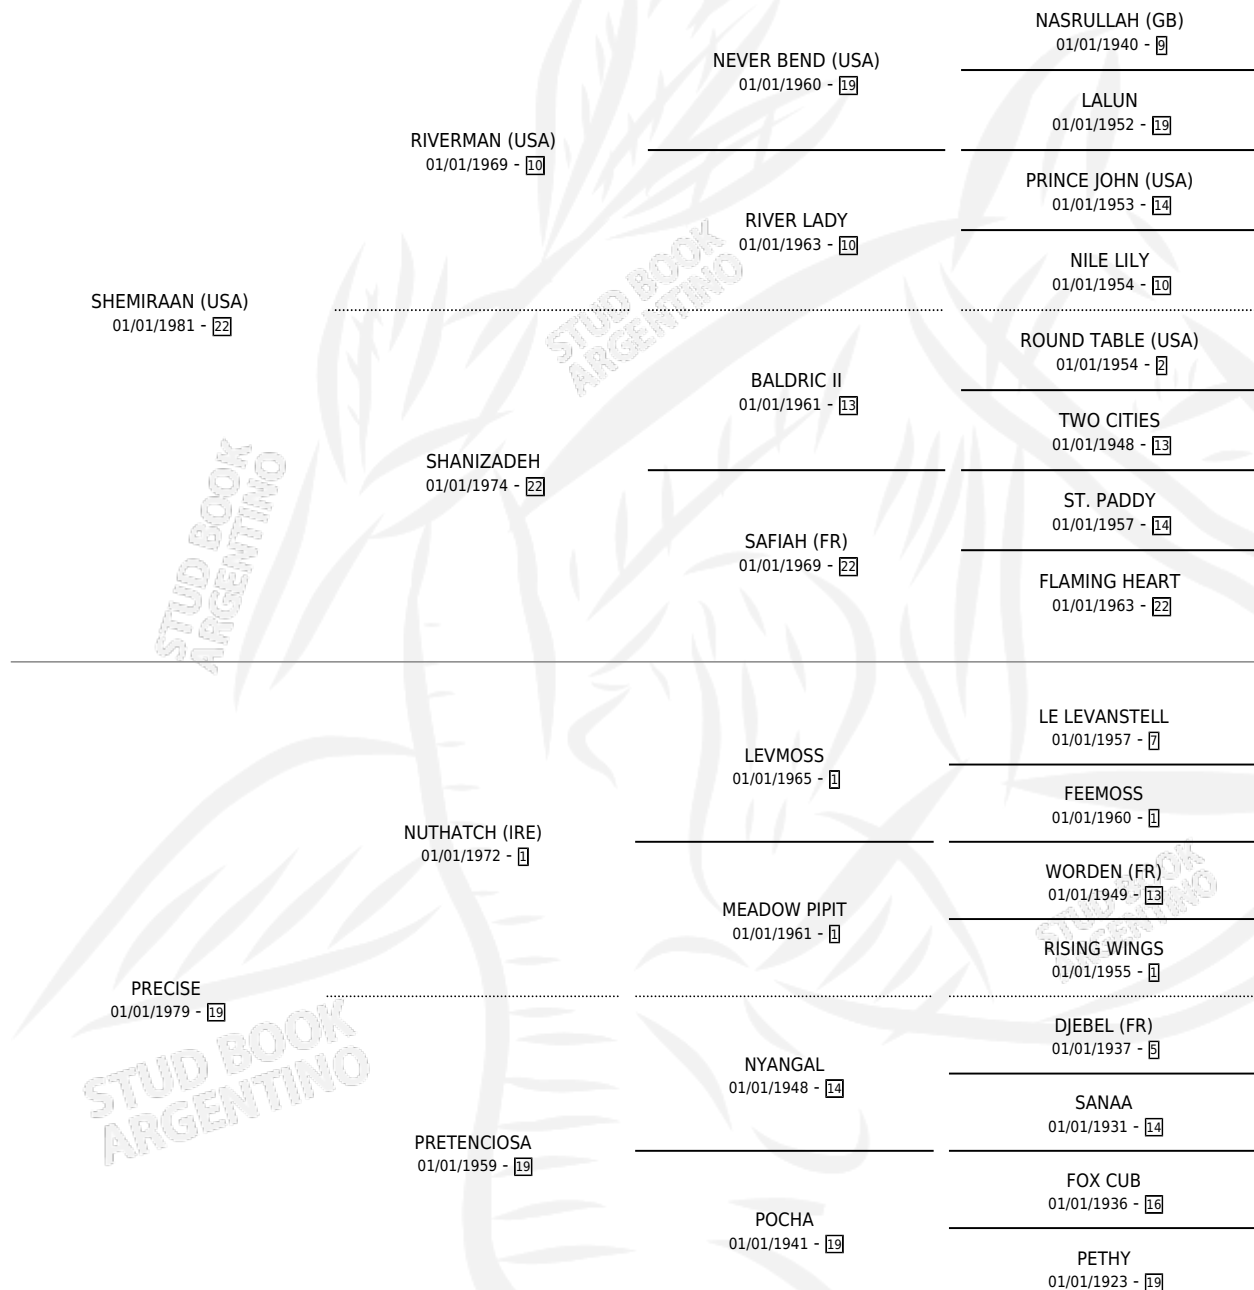 NASRULLAH (GB)
01/01/1940 - 9
NEVER BEND (USA)
01/01/1960 - 19
LALUN
01/01/1952 - 19
RIVERMAN (USA)
01/01/1969 - 10
PRINCE JOHN (USA)
01/01/1953 - 14
RIVER LADY
01/01/1963 - 10
NILE LILY
01/01/1954 - 10
SHEMIRAAN (USA)
01/01/1981 - 22
ROUND TABLE (USA)
01/01/1954 - 2
BALDRIC II
01/01/1961 - 13
TWO CITIES
01/01/1948 - 13
SHANIZADEH
01/01/1974 - 22
ST. PADDY
01/01/1957 - 14
SAFIAH (FR)
01/01/1969 - 22
FLAMING HEART
01/01/1963 - 22
LE LEVANSTELL
01/01/1957 - 7
LEVMOSS
01/01/1965 - 1
FEEMOSS
01/01/1960 - 1
NUTHATCH (IRE)
01/01/1972 - 1
WORDEN (FR)
01/01/1949 - 13
MEADOW PIPIT
01/01/1961 - 1
RISING WINGS
01/01/1955 - 1
PRECISE
01/01/1979 - 19
DJEBEL (FR)
01/01/1937 - 5
NYANGAL
01/01/1948 - 14
SANAA
01/01/1931 - 14
PRETENCIOSA
01/01/1959 - 19
FOX CUB
01/01/1936 - 16
POCHA
01/01/1941 - 19
PETHY
01/01/1923 - 19
STUD BOOK
ARGENTINO
STUD BOOK
ARGENTINO
STUD BOOK
ARGENTINO
STUD BOOK
ARGENTINO